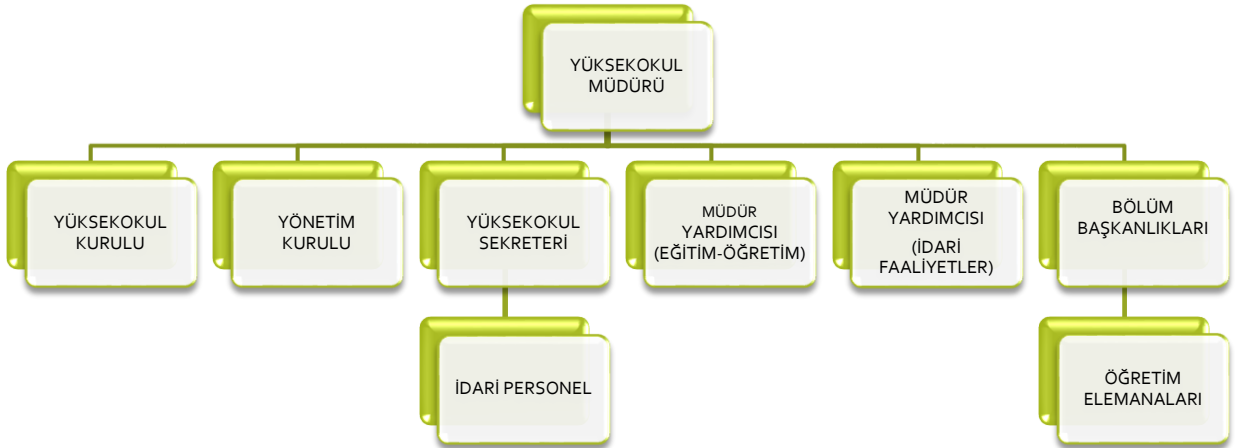 YÜKSEKOKUL
MÜDÜRÜ
YÜKSEKOKUL
KURULU
YÖNETİM
KURULU
YÜKSEKOKUL
SEKRETERİ
MÜDÜR
YARDIMCISI
(EĞİTİM-ÖĞRETİM)
MÜDÜR
YARDIMCISI
(İDARİ
FAALİYETLER)
BÖLÜM
BAŞKANLIKLARI
İDARİ PERSONEL
ÖĞRETİM
ELEMANALARI